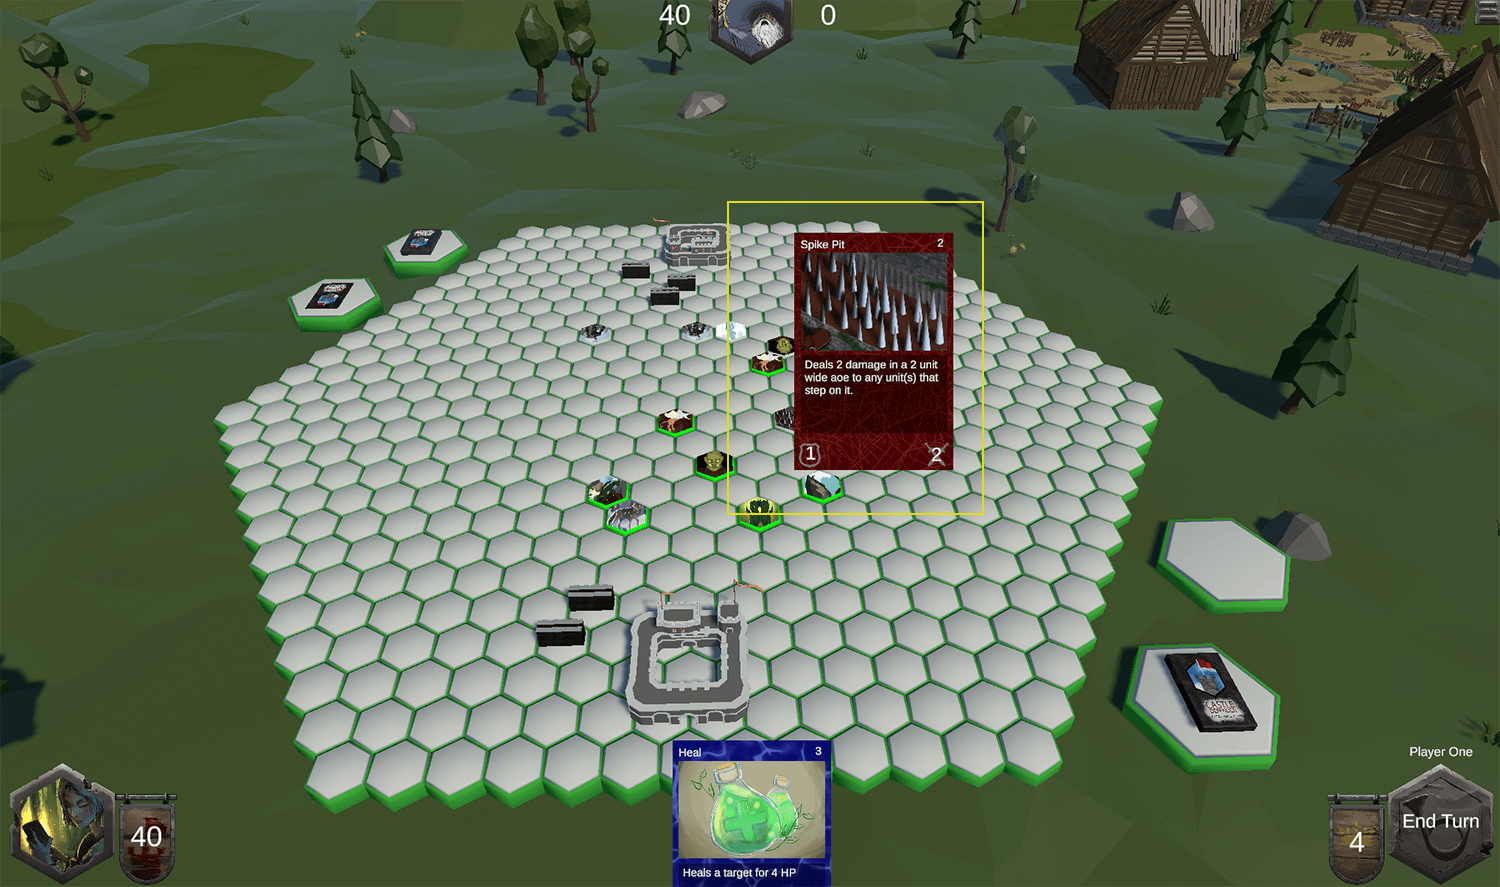 40
0
Spike Pit
2
Deals 2 damage in a 2 unit
wide aoe to any unit(s) that
step on it.
1
2
CASTLE
Player One
End Turn
4
40
Heal
3
Heals a target for 4 HP